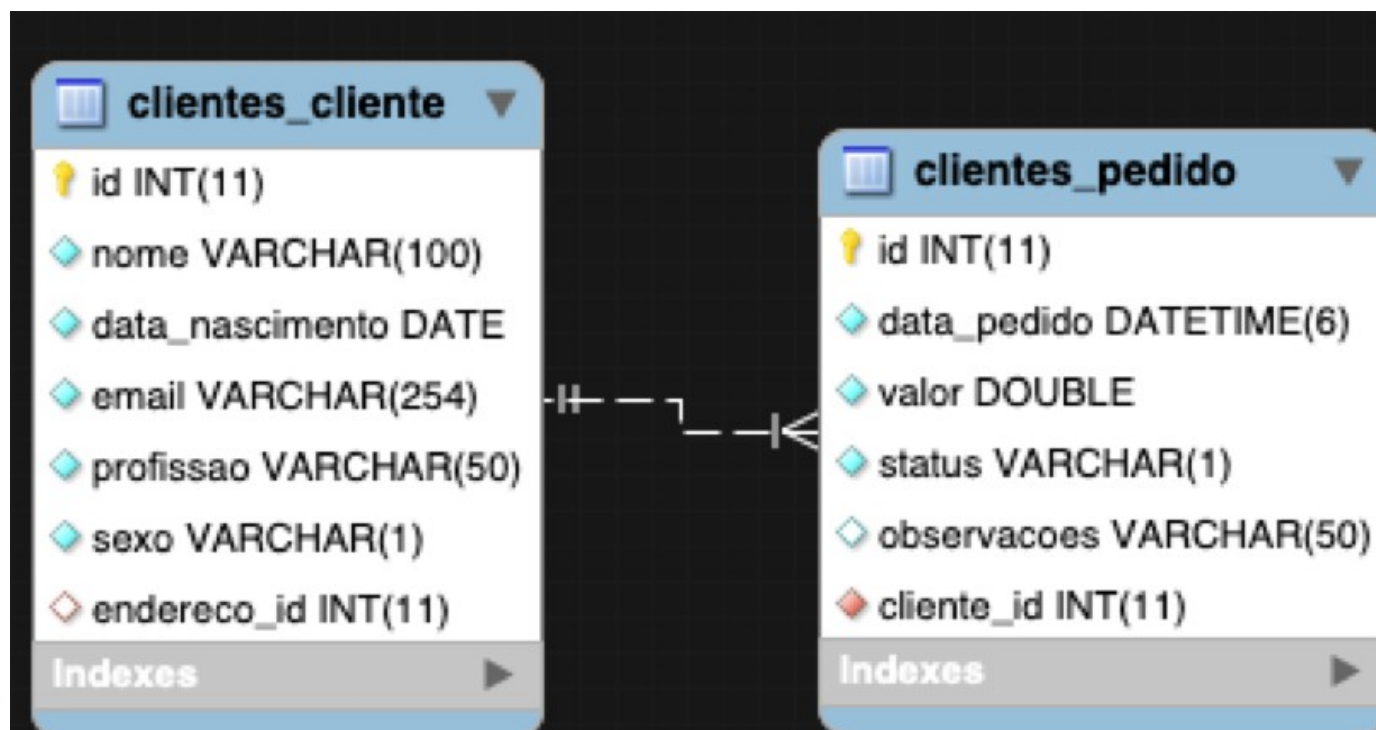 clientes_cliente
id INT(11)
nome VARCHAR(100)
data_nascimento DATE
email VARCHAR(254)
profissao VARCHAR(50)
sexo VARCHAR(1)
endereco_id INT(11)
Indexes
clientes_pedido
id INT(11)
data_pedido DATETIME(6)
valor DOUBLE
status VARCHAR(1)
observacoes VARCHAR(50)
cliente_id INT(11)
Indexes